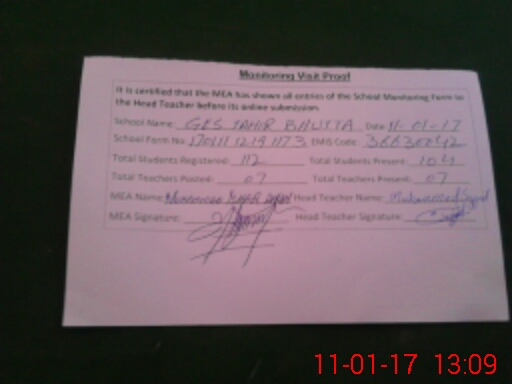 Monitoring Visit Proof
It is certified that the MEA has shown all entries of the School Monitoring Form to
the Head Teacher before its online submission.
School Name: GES TAHIR BHUTTA Date: 11-01-17
School Form No: EMIS Code:
Total Students Registered: 112 Total Students Present: 104
Total Teachers Posted: 07 Total Teachers Present: 07
MEA Name: Head Teacher Name: Muhammad
MEA Signature: Head Teacher Signature:
11-01-17 13:09